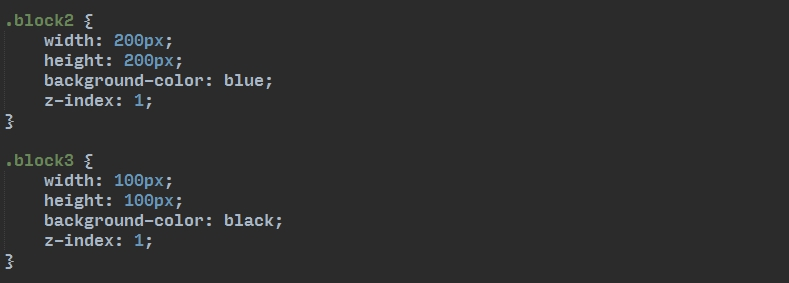 .block2 {
    width: 200px;
    height: 200px;
    background-color: blue;
    z-index: 1;
}

.block3 {
    width: 100px;
    height: 100px;
    background-color: black;
    z-index: 1;
}